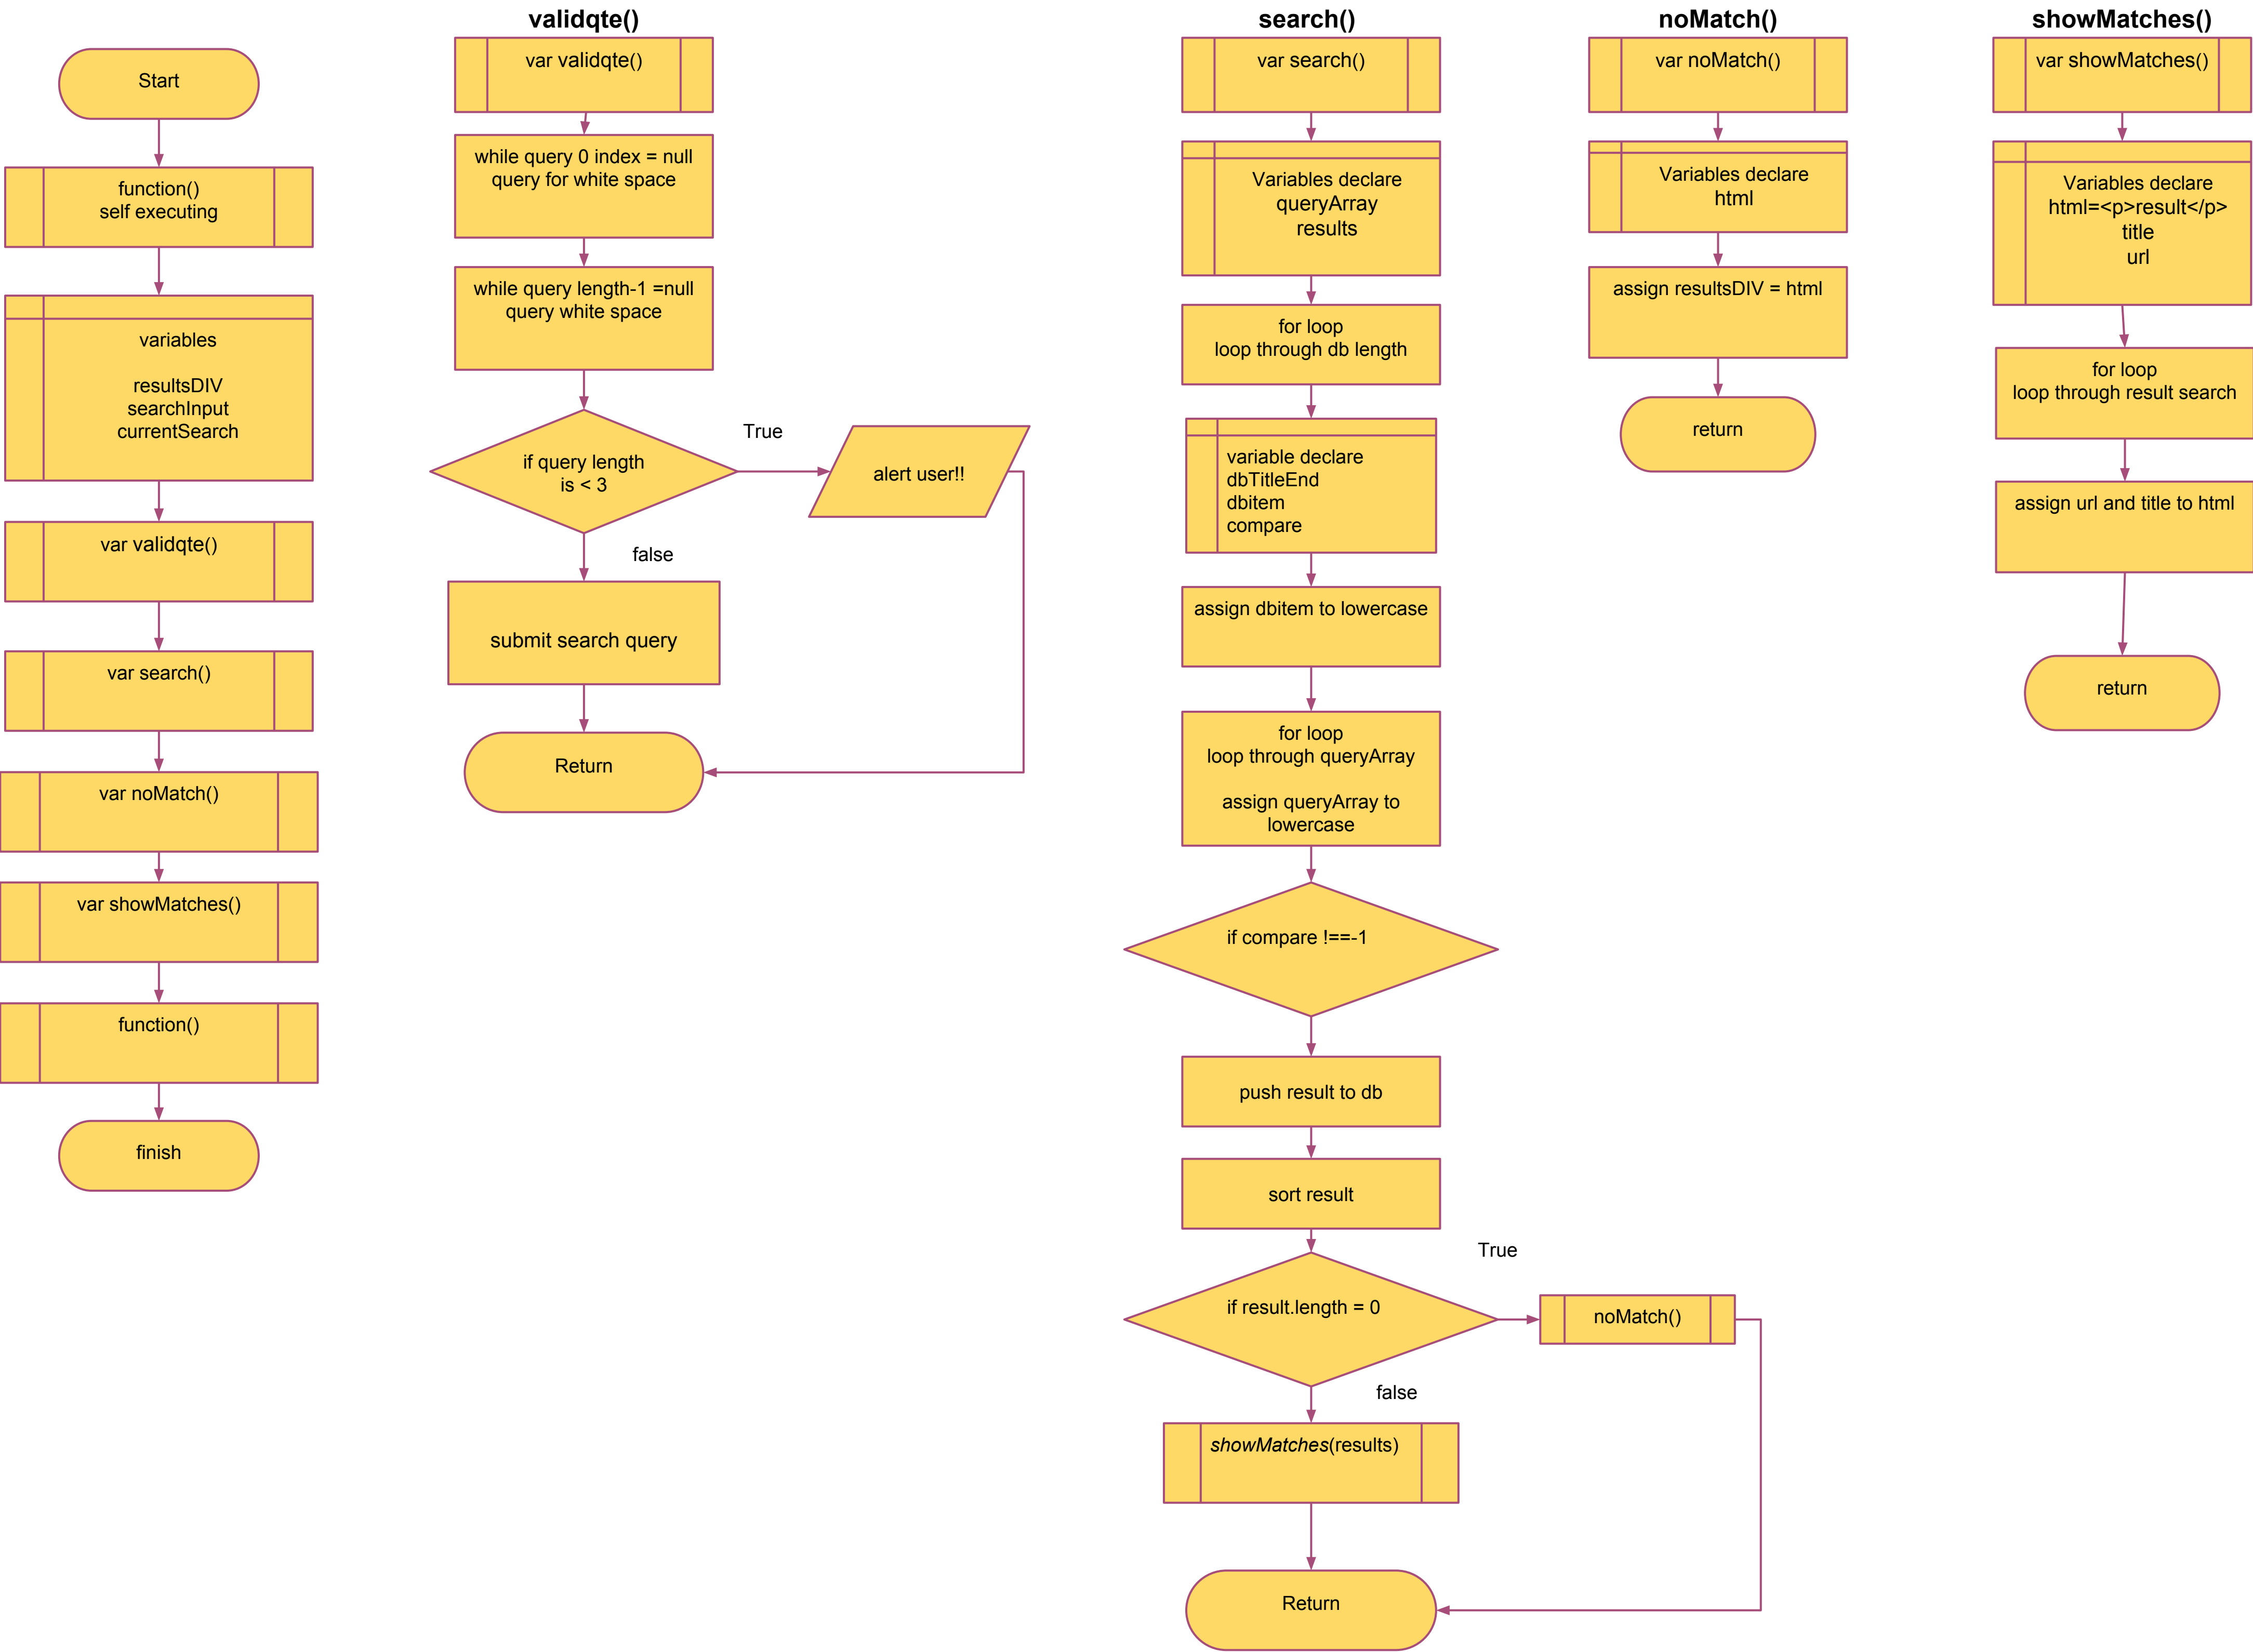 Start
function()
self executing
variables
resultsDIV
searchInput
currentSearch
var validqte()
var search()
var noMatch()
var showMatches()
function()
finish
validqte()
var validqte()
while query 0 index = null
query for white space
while query length-1 =null
query white space
if query length
is < 3
True
alert user!!
false
submit search query
Return
search()
var search()
Variables declare
queryArray
results
for loop
loop through db length
variable declare
dbTitleEnd
dbitem
compare
assign dbitem to lowercase
for loop
loop through queryArray
assign queryArray to
lowercase
if compare !==-1
push result to db
sort result
True
if result.length = 0
noMatch()
false
showMatches(results)
Return
noMatch()
var noMatch()
Variables declare
html
assign resultsDIV = html
return
showMatches()
var showMatches()
Variables declare
html=<p>result</p>
title
url
for loop
loop through result search
assign url and title to html
return